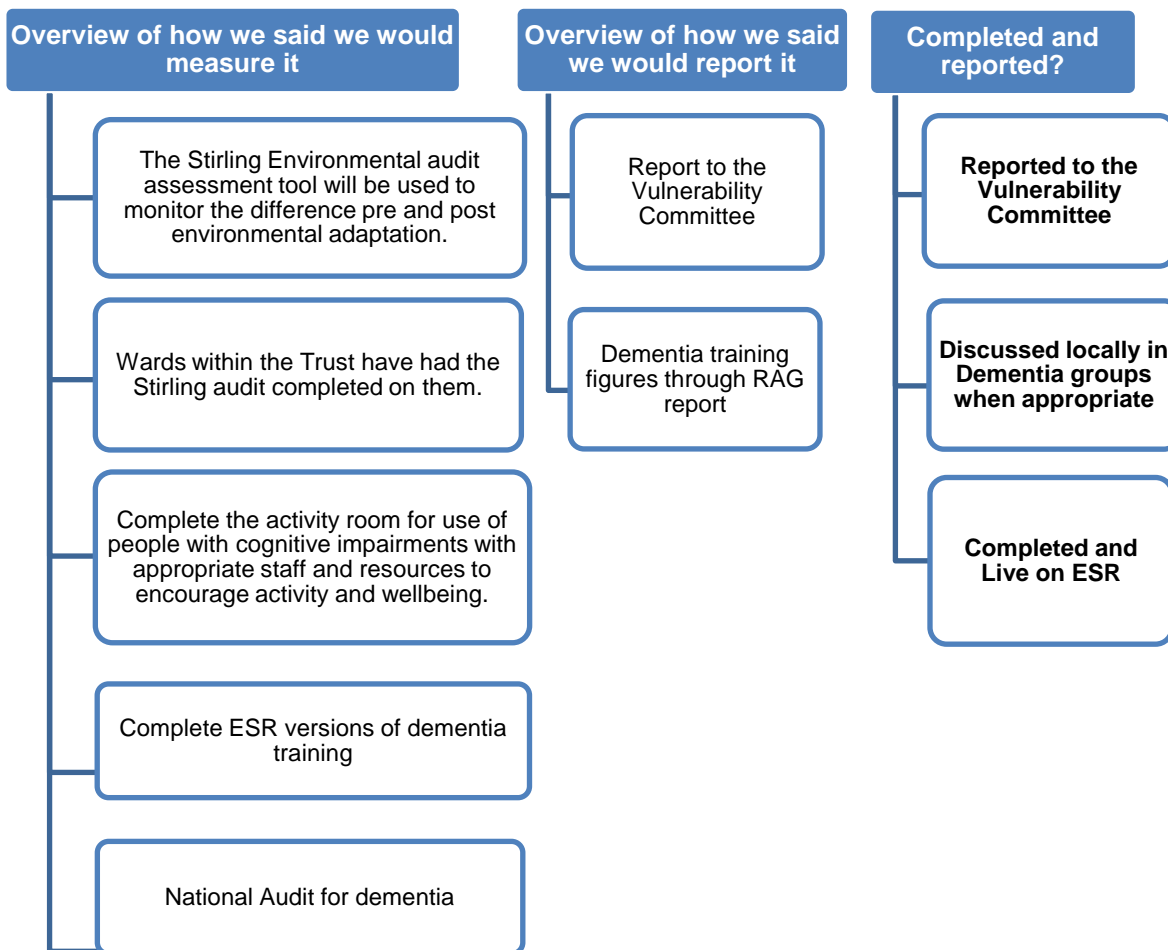 Overview of how we said we would
measure it
The Stirling Environmental audit
assessment tool will be used to
monitor the difference pre and post
environmental adaptation.
Wards within the Trust have had the
Stirling audit completed on them.
Complete the activity room for use of
people with cognitive impairments with
appropriate staff and resources to
encourage activity and wellbeing.
Complete ESR versions of dementia
training
National Audit for dementia
Overview of how we said
we would report it
Report to the
Vulnerability
Committee
Dementia training
figures through RAG
report
Completed and
reported?
Reported to the
Vulnerability
Committee
Discussed locally in
Dementia groups
when appropriate
Completed and
Live on ESR